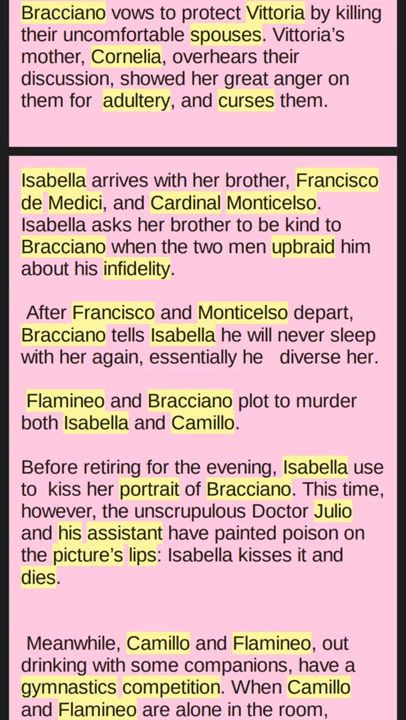 Bracciano vows to protect Vittoria by killing
their uncomfortable spouses. Vittoria's
mother, Cornelia, overhears their
discussion, showed her great anger on
them for adultery, and curses them.
Isabella arrives with her brother, Francisco
de Medici, and Cardinal Monticelso.
Isabella asks her brother to be kind to
Bracciano when the two men upbraid him
about his infidelity.
After Francisco and Monticelso depart,
Bracciano tells Isabella he will never sleep
with her again, essentially he diverse her.
Flamineo and Bracciano plot to murder
both Isabella and Camillo.
Before retiring for the evening, Isabella use
to kiss her portrait of Bracciano. This time,
however, the unscrupulous Doctor Julio
and his assistant have painted poison on
the picture's lips: Isabella kisses it and
dies.
Meanwhile, Camillo and Flamineo, out
drinking with some companions, have a
gymnastics competition. When Camillo
and Flamineo are alone in the room,